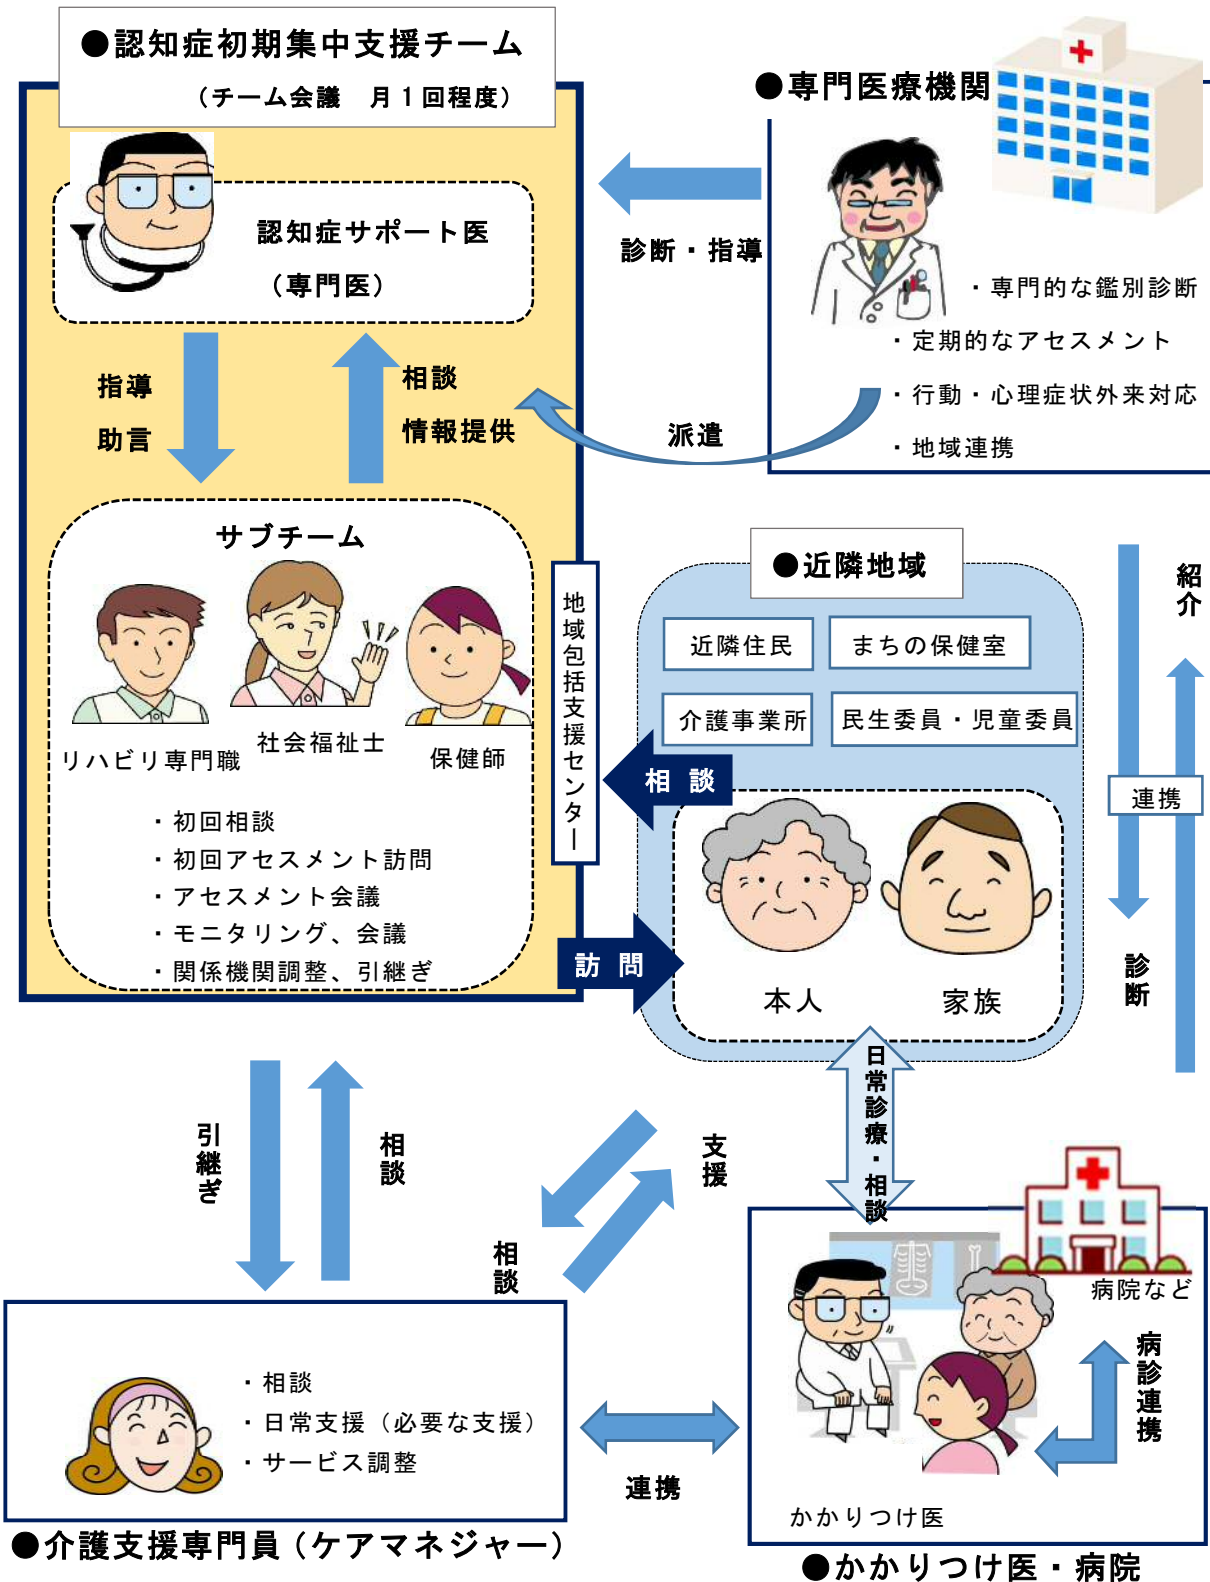 ●認知症初期集中支援チーム
（チーム会議　月１回程度）
認知症サポート医
（専門医）
指導
助言
相談
情報提供
サブチーム
リハビリ専門職
社会福祉士
保健師
・初回相談
・初回アセスメント訪問
・アセスメント会議
・モニタリング、会議
・関係機関調整、引継ぎ
地域包括支援センター
●専門医療機関
診断・指導
・専門的な鑑別診断
・定期的なアセスメント
・行動・心理症状外来対応
・地域連携
派遣
●近隣地域
近隣住民
まちの保健室
介護事業所
民生委員・児童委員
相談
訪問
本人
家族
紹介
連携
診断
日常診療・相談
引継ぎ
相談
支援
相談
・相談
・日常支援（必要な支援）
・サービス調整
●介護支援専門員（ケアマネジャー）
連携
病院など
病診連携
かかりつけ医
●かかりつけ医・病院